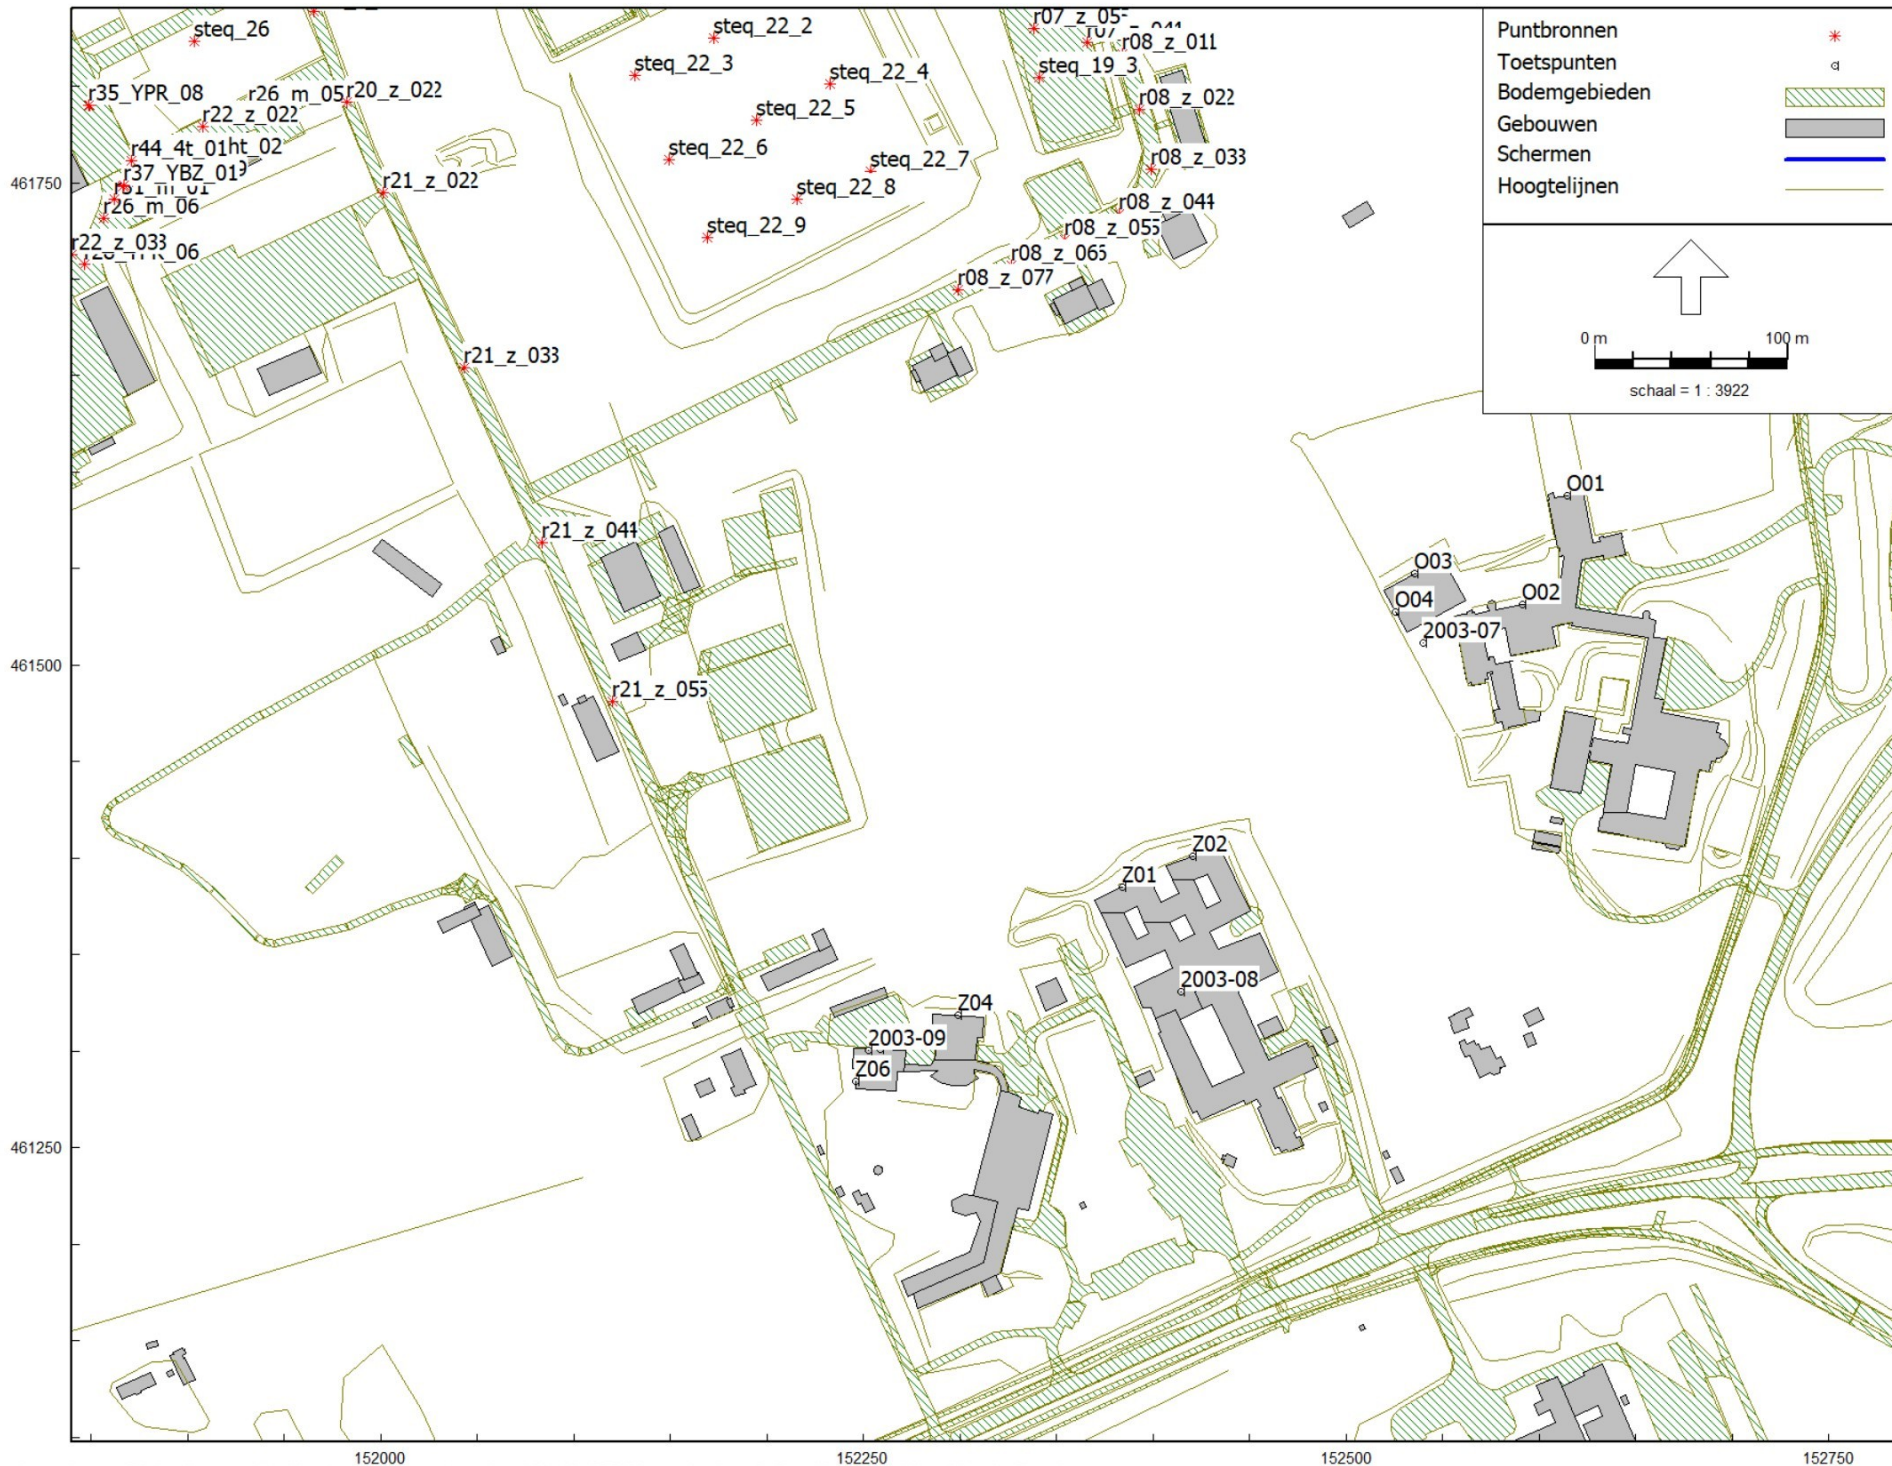 steq_26
steq_22_2
r08_z_011
Puntbronnen
Toetspunten
Bodemgebieden
Gebouwen
Schermen
Hoogtelijnen
steq_22_3
steq_22_4
steq_19_3
r35_YPR_08
r26_m_05
r20_z_022
r08_z_022
r22_z_022
steq_22_5
r44_4t_01
ht_02
steq_22_6
steq_22_7
r08_z_033
r37_YBZ_01
461750
r21_z_022
steq_22_8
r26_m_06
r08_z_044
steq_22_9
r08_z_055
r22_z_033
r08_z_066
r08_z_077
0 m
100 m
schaal = 1 : 3922
r21_z_033
O01
r21_z_044
O03
O02
O04
2003-07
461500
r21_z_055
Z02
Z01
2003-08
Z04
2003-09
Z06
461250
152000
152250
152500
152750